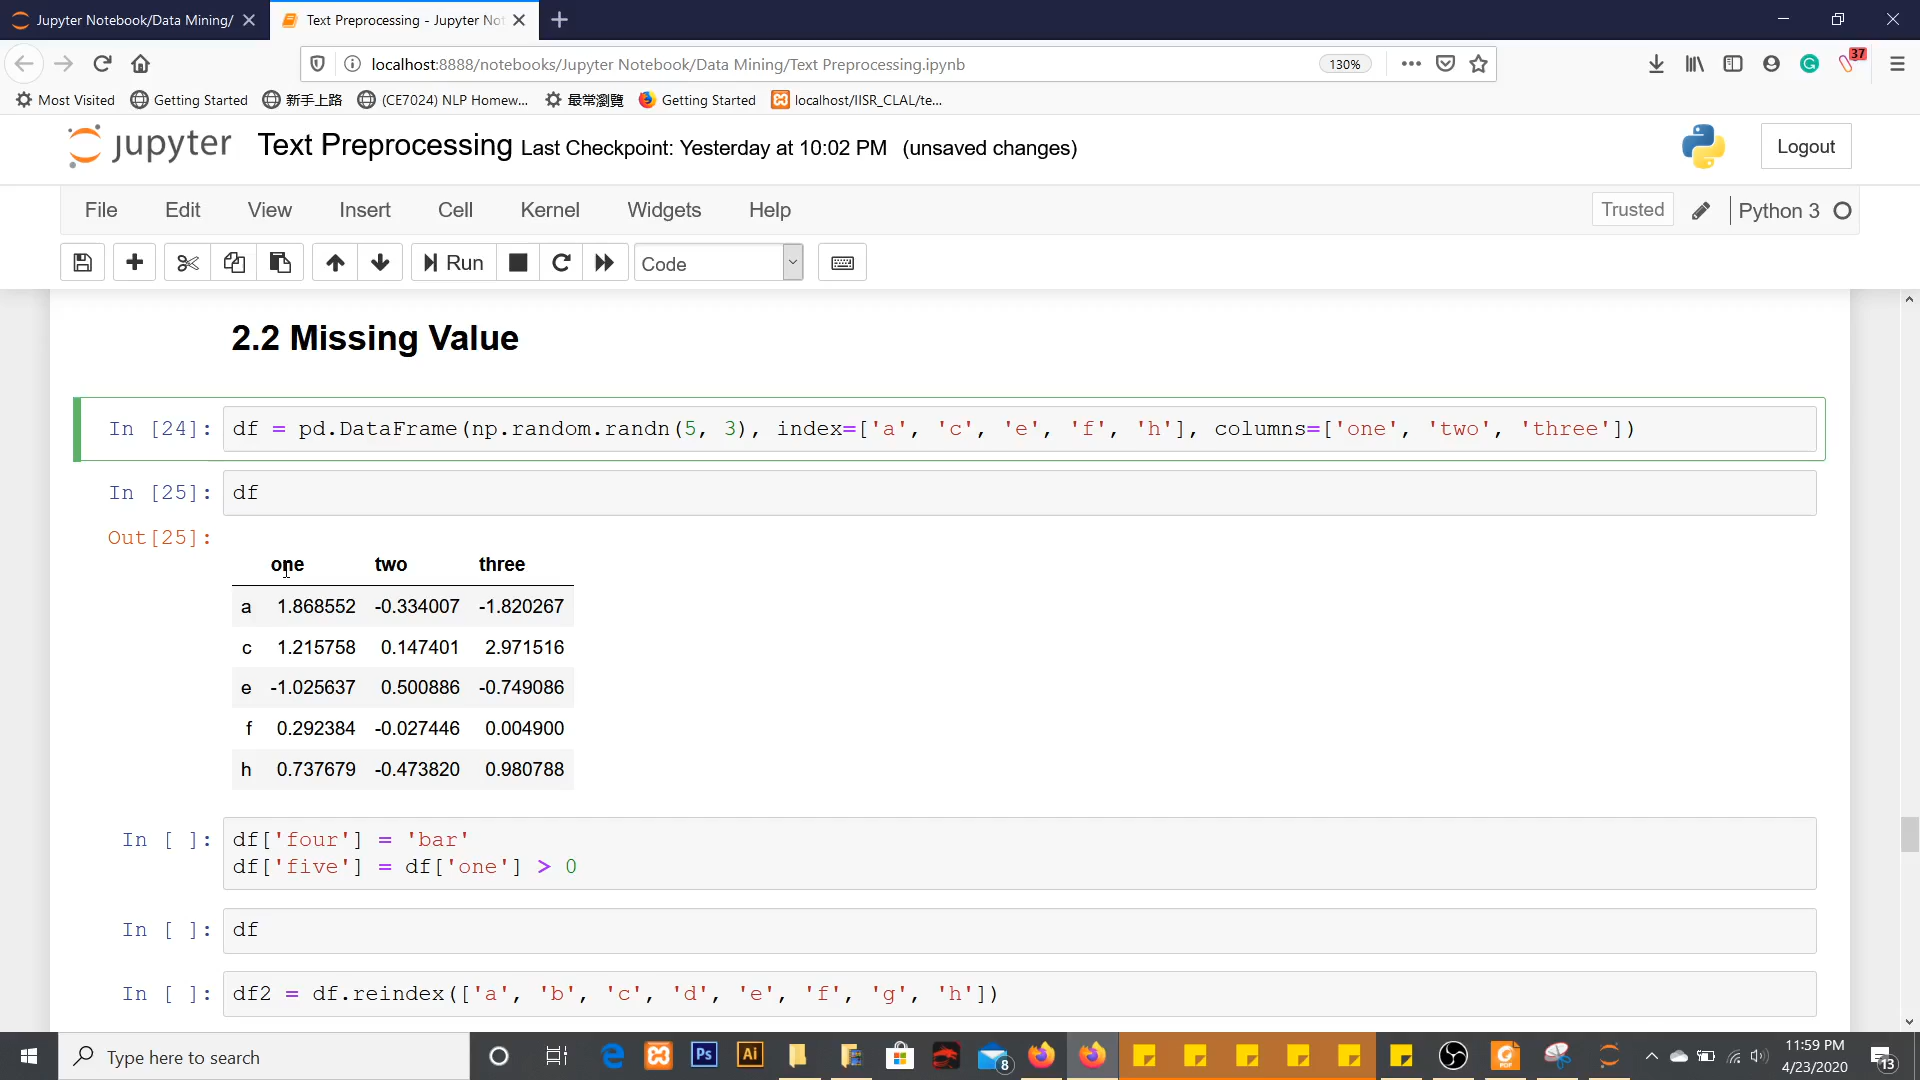 Jupyter Notebook/Data Mining/
Text Preprocessing - Jupyter Not
localhost:8888/notebooks/Jupyter Notebook/Data Mining/Text Preprocessing.ipynb
130%
37
Most Visited
Getting Started
新手上路
(CE7024) NLP Homew...
最常瀏覽
Getting Started
localhost/IISR_CLAL/te...
jupyter
Text Preprocessing Last Checkpoint: Yesterday at 10:02 PM (unsaved changes)
Logout
File Edit View Insert Cell Kernel Widgets Help
Trusted
Python 3
Run
Code
2.2 Missing Value
In [24]: df = pd.DataFrame(np.random.randn(5, 3), index=['a', 'c', 'e', 'f', 'h'], columns=['one', 'two', 'three'])
In [25]: df
Out[25]:
one two three
a 1.868552 -0.334007 -1.820267
c 1.215758 0.147401 2.971516
e -1.025637 0.500886 -0.749086
f 0.292384 -0.027446 0.004900
h 0.737679 -0.473820 0.980788
In [ ]: df['four'] = 'bar'
df['five'] = df['one'] > 0
In [ ]: df
In [ ]: df2 = df.reindex(['a', 'b', 'c', 'd', 'e', 'f', 'g', 'h'])
Type here to search
Ps
Ai
8
11:59 PM
4/23/2020
13